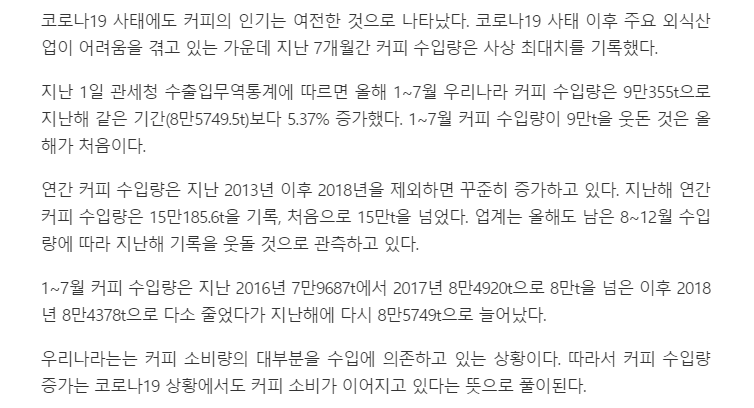 코로나19 사태에도 커피의 인기는 여전한 것으로 나타났다. 코로나19 사태 이후 주요 외식산
업이 어려움을 겪고 있는 가운데 지난 7개월간 커피 수입량은 사상 최대치를 기록했다.
지난 1일 관세청 수출입무역통계에 따르면 올해 1~7월 우리나라 커피 수입량은 9만355t으로
지난해 같은 기간(8만5749.5t)보다 5.37% 증가했다. 1~7월 커피 수입량이 9만t을 웃돈 것은 올
해가 처음이다.
연간 커피 수입량은 지난 2013년 이후 2018년을 제외하면 꾸준히 증가하고 있다. 지난해 연간
커피 수입량은 15만185.6t을 기록, 처음으로 15만t을 넘었다. 업계는 올해도 남은 8~12월 수입
량에 따라 지난해 기록을 웃돌 것으로 관측하고 있다.
1~7월 커피 수입량은 지난 2016년 7만9687t에서 2017년 8만4920t으로 8만t을 넘은 이후 2018
년 8만4378t으로 다소 줄었다가 지난해에 다시 8만5749t으로 늘어났다.
우리나라는는 커피 소비량의 대부분을 수입에 의존하고 있는 상황이다. 따라서 커피 수입량
증가는 코로나19 상황에서도 커피 소비가 이어지고 있다는 뜻으로 풀이된다.